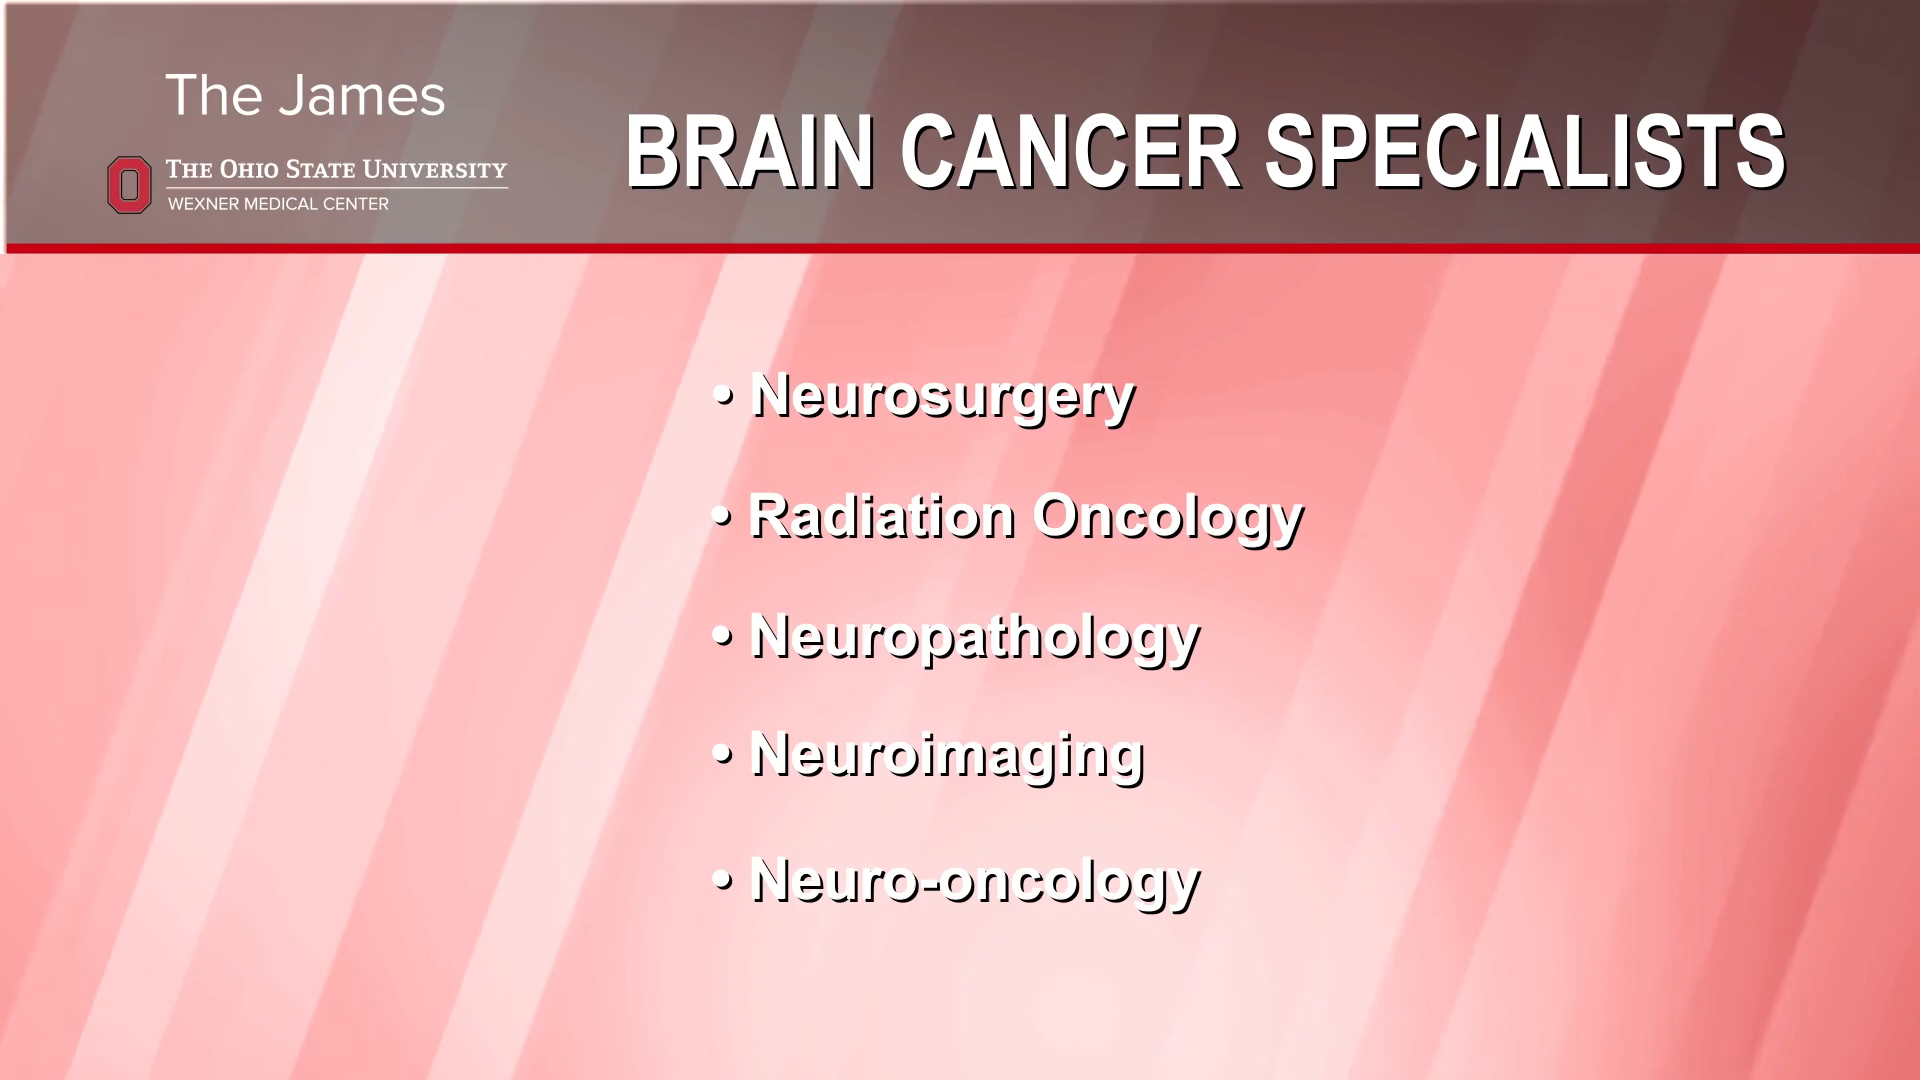 The James
THE OHIO STATE UNIVERSITY
WEXNER MEDICAL CENTER
BRAIN CANCER SPECIALISTS
• Neurosurgery
• Radiation Oncology
• Neuropathology
• Neuroimaging
• Neuro-oncology